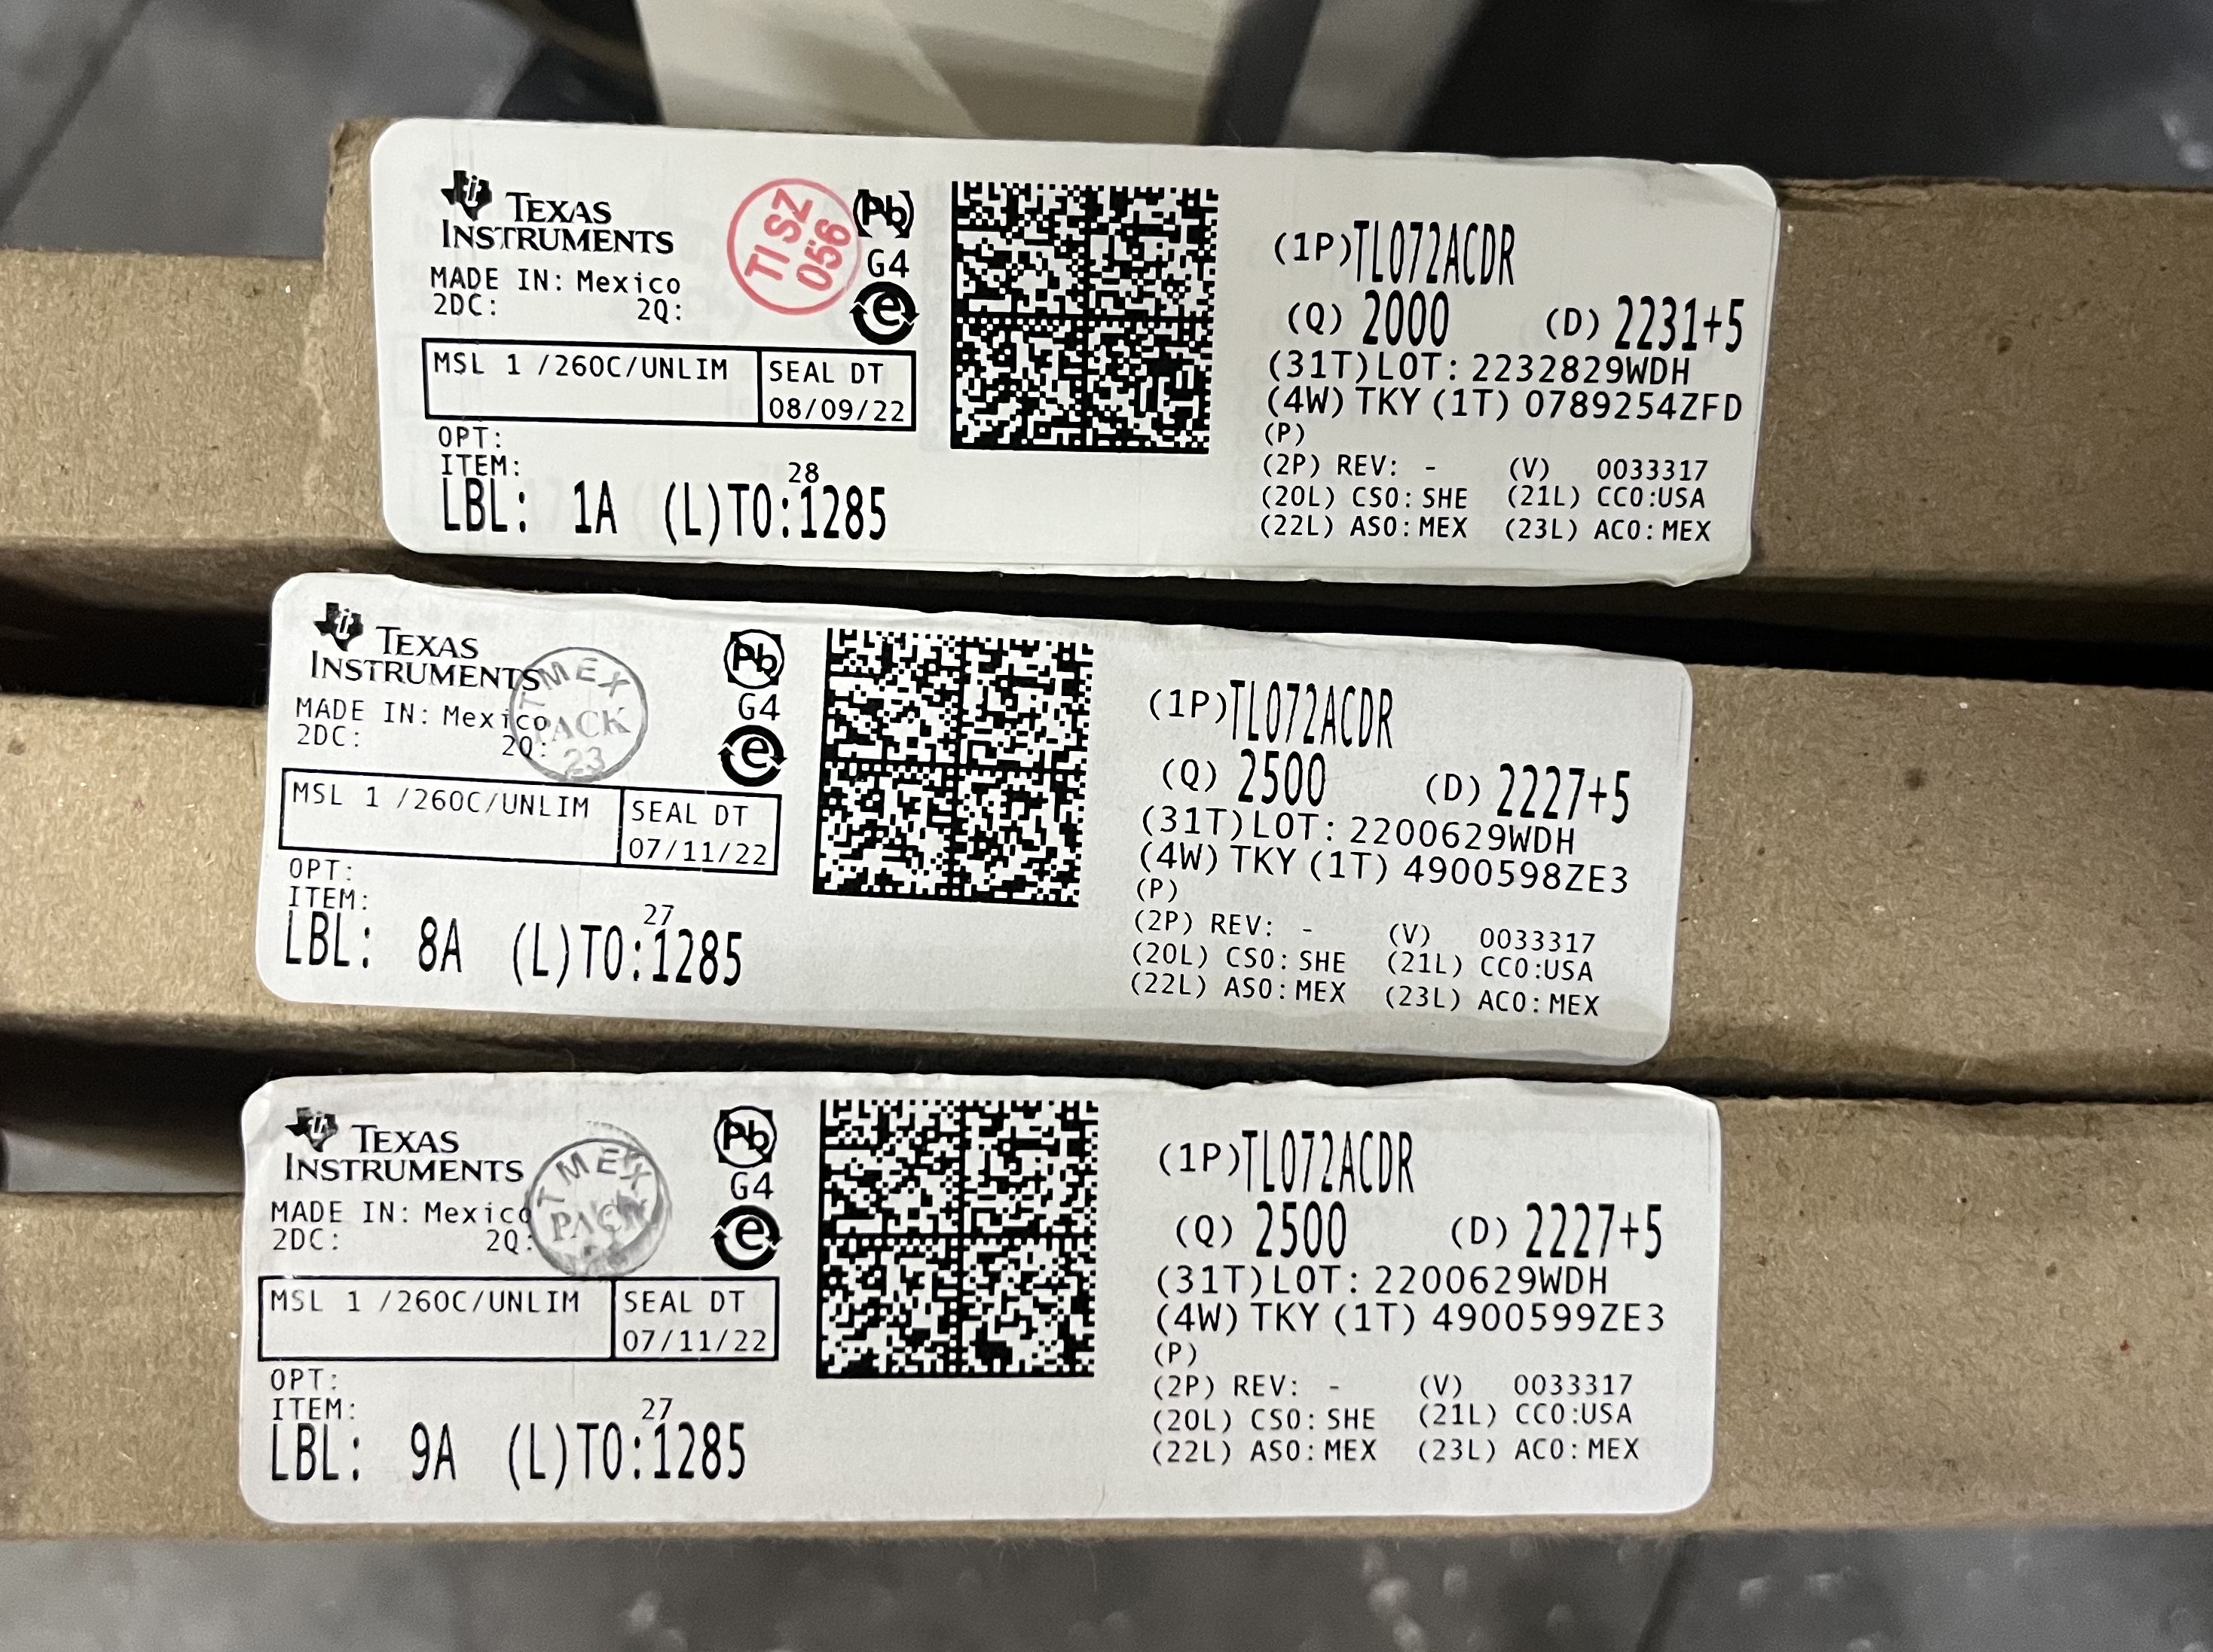 TEXAS
INSTRUMENTS
MADE IN: Mexico
2DC: 2Q:
TI SZ
056
Pb
G4
e
MSL 1 /260C/UNLIM
SEAL DT
08/09/22
OPT:
ITEM:
28
LBL: 1A (L)TO:1285
(1P)TL072ACDR
(Q) 2000 (D) 2231+5
(31T)LOT: 2232829WDH
(4W) TKY (1T) 0789254ZFD
(P)
(2P) REV: - (V) 0033317
(20L) CSO: SHE (21L) CCO:USA
(22L) ASO: MEX (23L) ACO: MEX
TEXAS
INSTRUMENTS
MADE IN: Mexico
2DC: 2Q:
T MEX
PACK
23
Pb
G4
e
MSL 1 /260C/UNLIM
SEAL DT
07/11/22
OPT:
ITEM:
27
LBL: 8A (L)TO:1285
(1P)TL072ACDR
(Q) 2500 (D) 2227+5
(31T)LOT: 2200629WDH
(4W) TKY (1T) 4900598ZE3
(P)
(2P) REV: - (V) 0033317
(20L) CSO: SHE (21L) CCO:USA
(22L) ASO: MEX (23L) ACO: MEX
TEXAS
INSTRUMENTS
MADE IN: Mexico
2DC: 2Q:
T MEX
PACK
Pb
G4
e
MSL 1 /260C/UNLIM
SEAL DT
07/11/22
OPT:
ITEM:
27
LBL: 9A (L)TO:1285
(1P)TL072ACDR
(Q) 2500 (D) 2227+5
(31T)LOT: 2200629WDH
(4W) TKY (1T) 4900599ZE3
(P)
(2P) REV: - (V) 0033317
(20L) CSO: SHE (21L) CCO:USA
(22L) ASO: MEX (23L) ACO: MEX